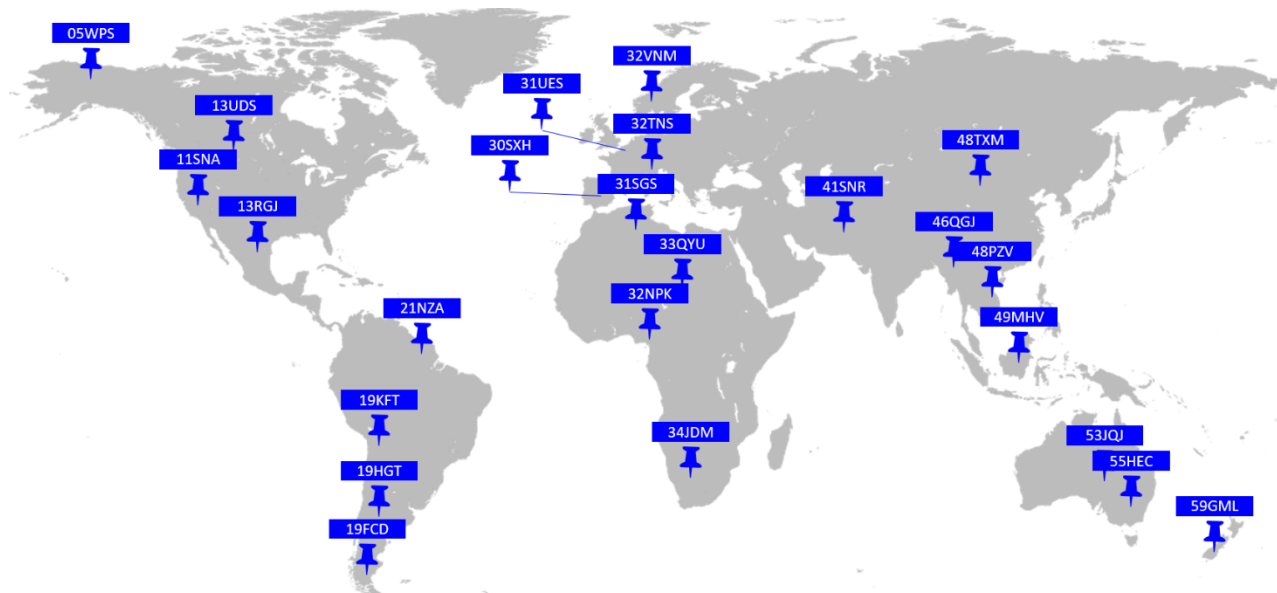 05WPS
32VNM
31UES
13UDS
32TNS
48TXM
30SXH
11SNA
31SGS
41SNR
13RGJ
46QGJ
33QYU
48PZV
32NPK
21NZA
49MHV
19KFT
34JDM
53JQJ
55HEC
19HGT
59GML
19FCD